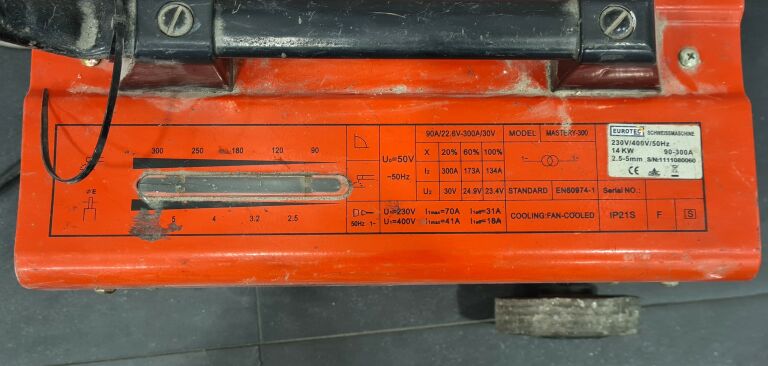 300 250 180 120 90
A
øE
5 4 3.2 2.5
U₀=50V
~50Hz
50Hz 1~
U₁=230V I₁max=70A I₁eff=31A
U₁=400V I₁max=41A I₁eff=18A
90A/22.6V-300A/30V
X 20% 60% 100%
I₂ 300A 173A 134A
U₂ 30V 24.9V 23.4V
MODEL MASTERY-300
STANDARD EN60974-1
COOLING:FAN-COOLED
EUROTEC SCHWEISSMASCHINE
230V/400V/50Hz
14 KW 90-300A
2.5-5mm S/N:1111080060
CE
Serial NO.:
IP21S F S